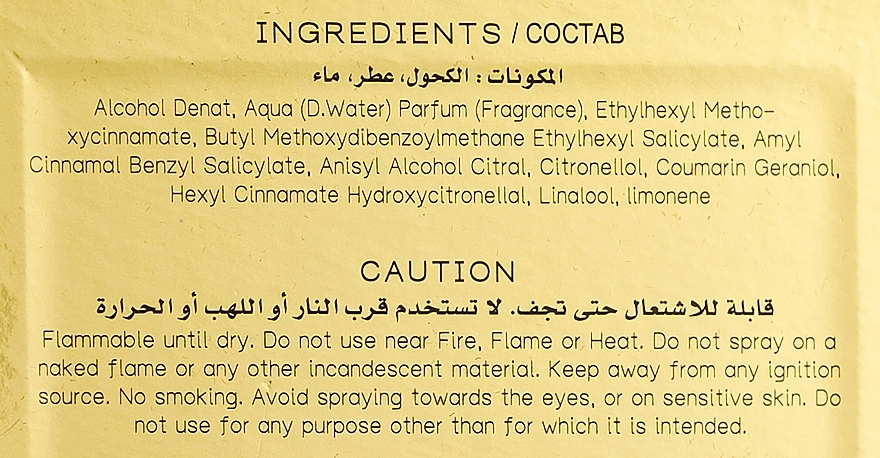 INGREDIENTS / СОСТАВ
المكونات : الكحول، عطر، ماء
Alcohol Denat, Aqua (D.Water) Parfum (Fragrance), Ethylhexyl Metho-
xycinnamate, Butyl Methoxydibenzoylmethane Ethylhexyl Salicylate, Amyl
Cinnamal Benzyl Salicylate, Anisyl Alcohol Citral, Citronellol, Coumarin Geraniol,
Hexyl Cinnamate Hydroxycitronellal, Linalool, limonene
CAUTION
قابلة للاشتعال حتى تجف. لا تستخدم قرب النار أو اللهب أو الحرارة
Flammable until dry. Do not use near Fire, Flame or Heat. Do not spray on a
naked flame or any other incandescent material. Keep away from any ignition
source. No smoking. Avoid spraying towards the eyes, or on sensitive skin. Do
not use for any purpose other than for which it is intended.